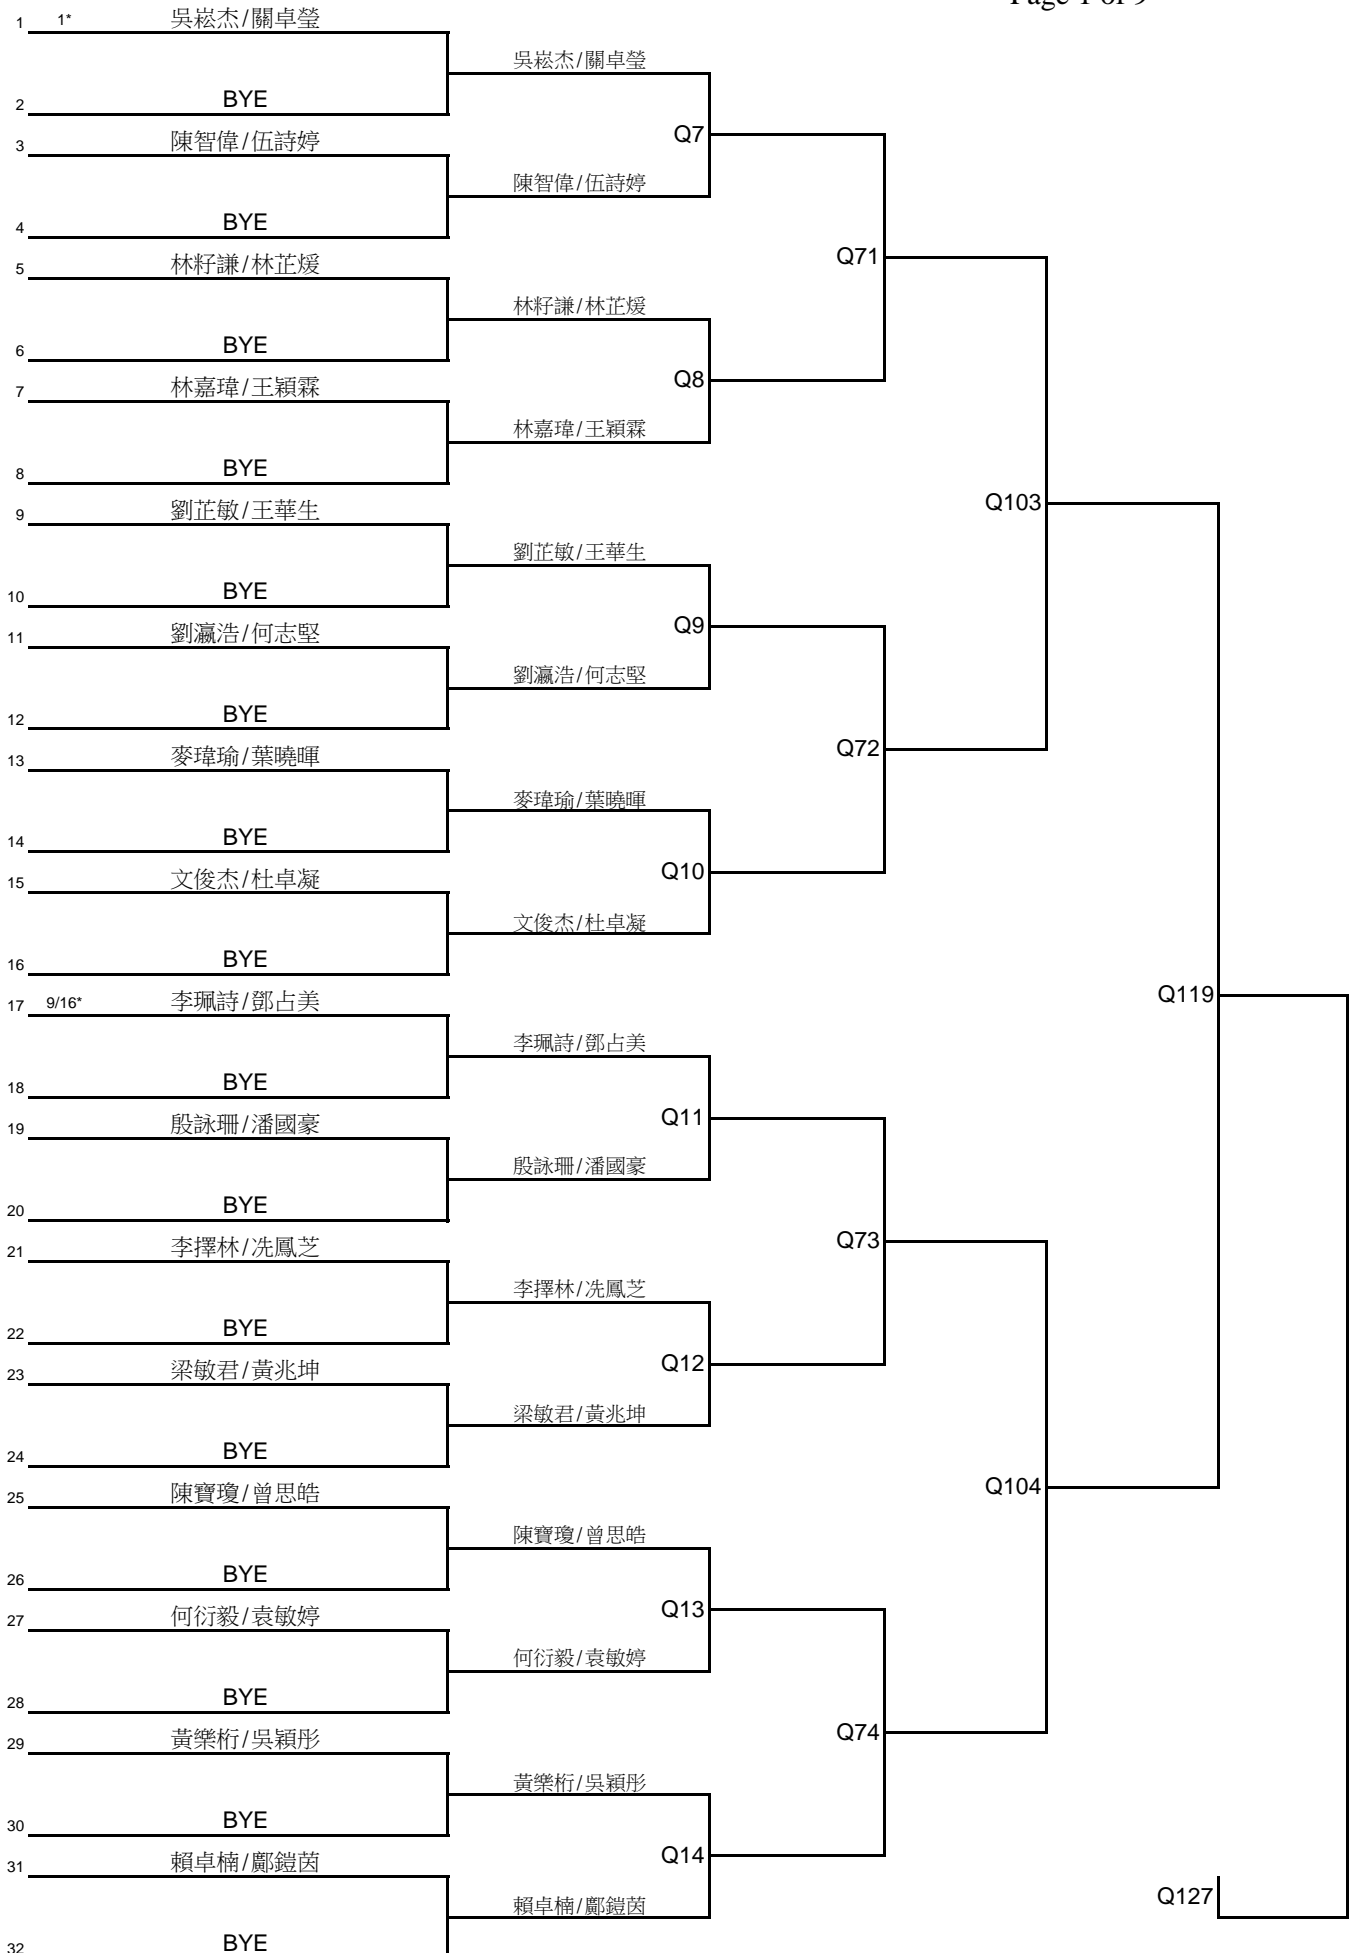 Page 1 of 9
1 1* 吳崧杰/關卓瑩
吳崧杰/關卓瑩
2 BYE
Q7
3 陳智偉/伍詩婷
陳智偉/伍詩婷
4 BYE
Q71
5 林籽謙/林芷煖
林籽謙/林芷煖
6 BYE
Q8
7 林嘉瑋/王穎霖
林嘉瑋/王穎霖
8 BYE
Q103
9 劉芷敏/王華生
劉芷敏/王華生
10 BYE
Q9
11 劉瀛浩/何志堅
劉瀛浩/何志堅
12 BYE
Q72
13 麥瑋瑜/葉曉暉
麥瑋瑜/葉曉暉
14 BYE
Q10
15 文俊杰/杜卓凝
文俊杰/杜卓凝
16 BYE
Q119
17 9/16* 李珮詩/鄧占美
李珮詩/鄧占美
18 BYE
Q11
19 殷詠珊/潘國豪
殷詠珊/潘國豪
20 BYE
Q73
21 李擇林/冼鳳芝
李擇林/冼鳳芝
22 BYE
Q12
23 梁敏君/黃兆坤
梁敏君/黃兆坤
24 BYE
Q104
25 陳寶瓊/曾思皓
陳寶瓊/曾思皓
26 BYE
Q13
27 何衍毅/袁敏婷
何衍毅/袁敏婷
28 BYE
Q74
29 黃樂桁/吳穎彤
黃樂桁/吳穎彤
30 BYE
Q14
31 賴卓楠/鄺鎧茵
賴卓楠/鄺鎧茵
Q127
32 BYE